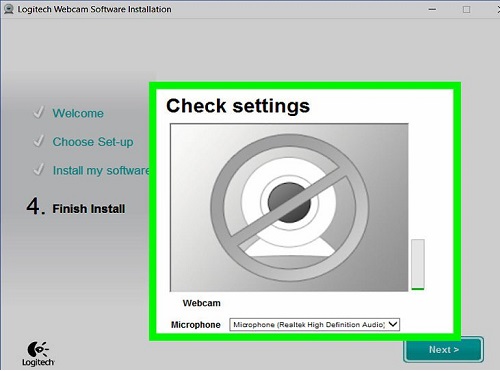 Logitech Webcam Software Installation
Welcome
Choose Set-up
Install my software
4. Finish Install
Check settings
Webcam
Microphone Microphone (Realtek High Definition Audio)
Logitech
Next >